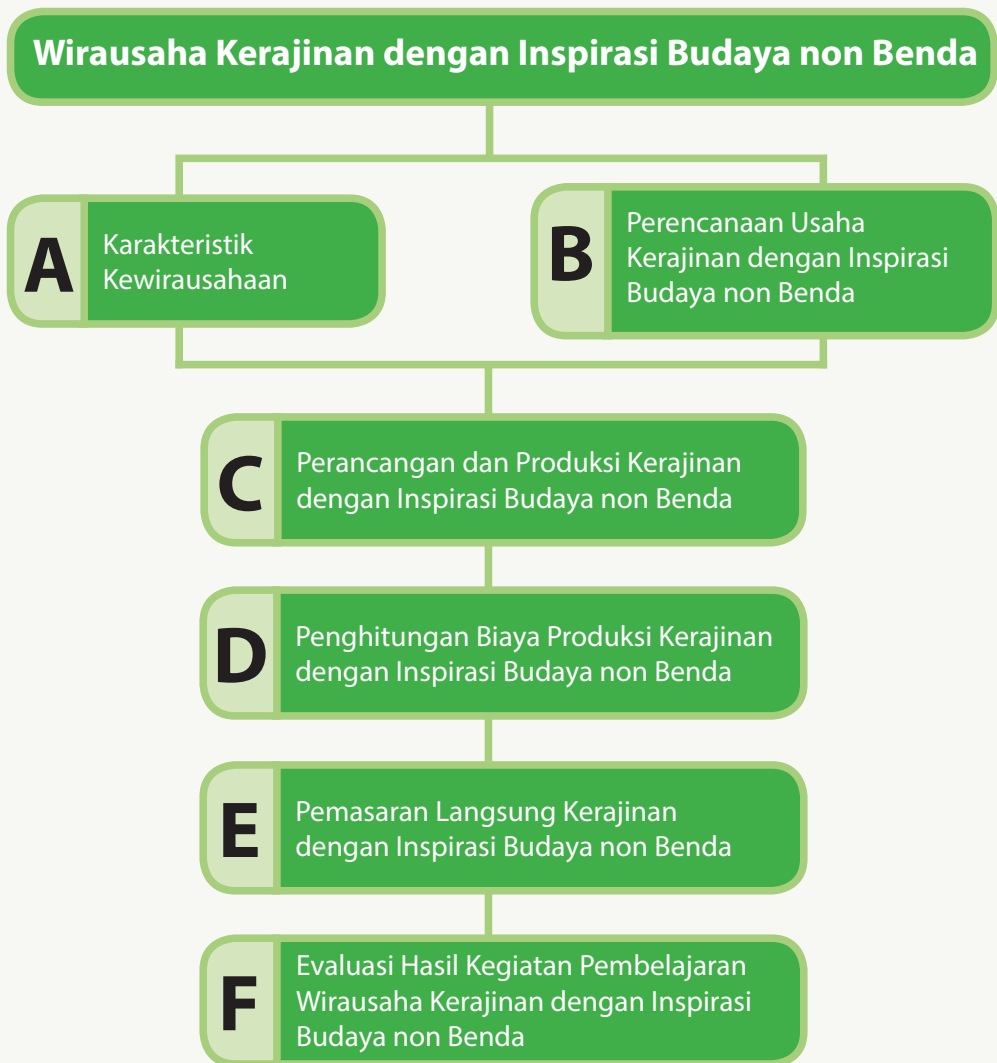 Wirausaha Kerajinan dengan Inspirasi Budaya non Benda
A
Karakteristik
Kewirausahaan
B
Perencanaan Usaha
Kerajinan dengan Inspirasi
Budaya non Benda
C
Perancangan dan Produksi Kerajinan
dengan Inspirasi Budaya non Benda
D
Penghitungan Biaya Produksi Kerajinan
dengan Inspirasi Budaya non Benda
E
Pemasaran Langsung Kerajinan
dengan Inspirasi Budaya non Benda
F
Evaluasi Hasil Kegiatan Pembelajaran
Wirausaha Kerajinan dengan Inspirasi
Budaya non Benda